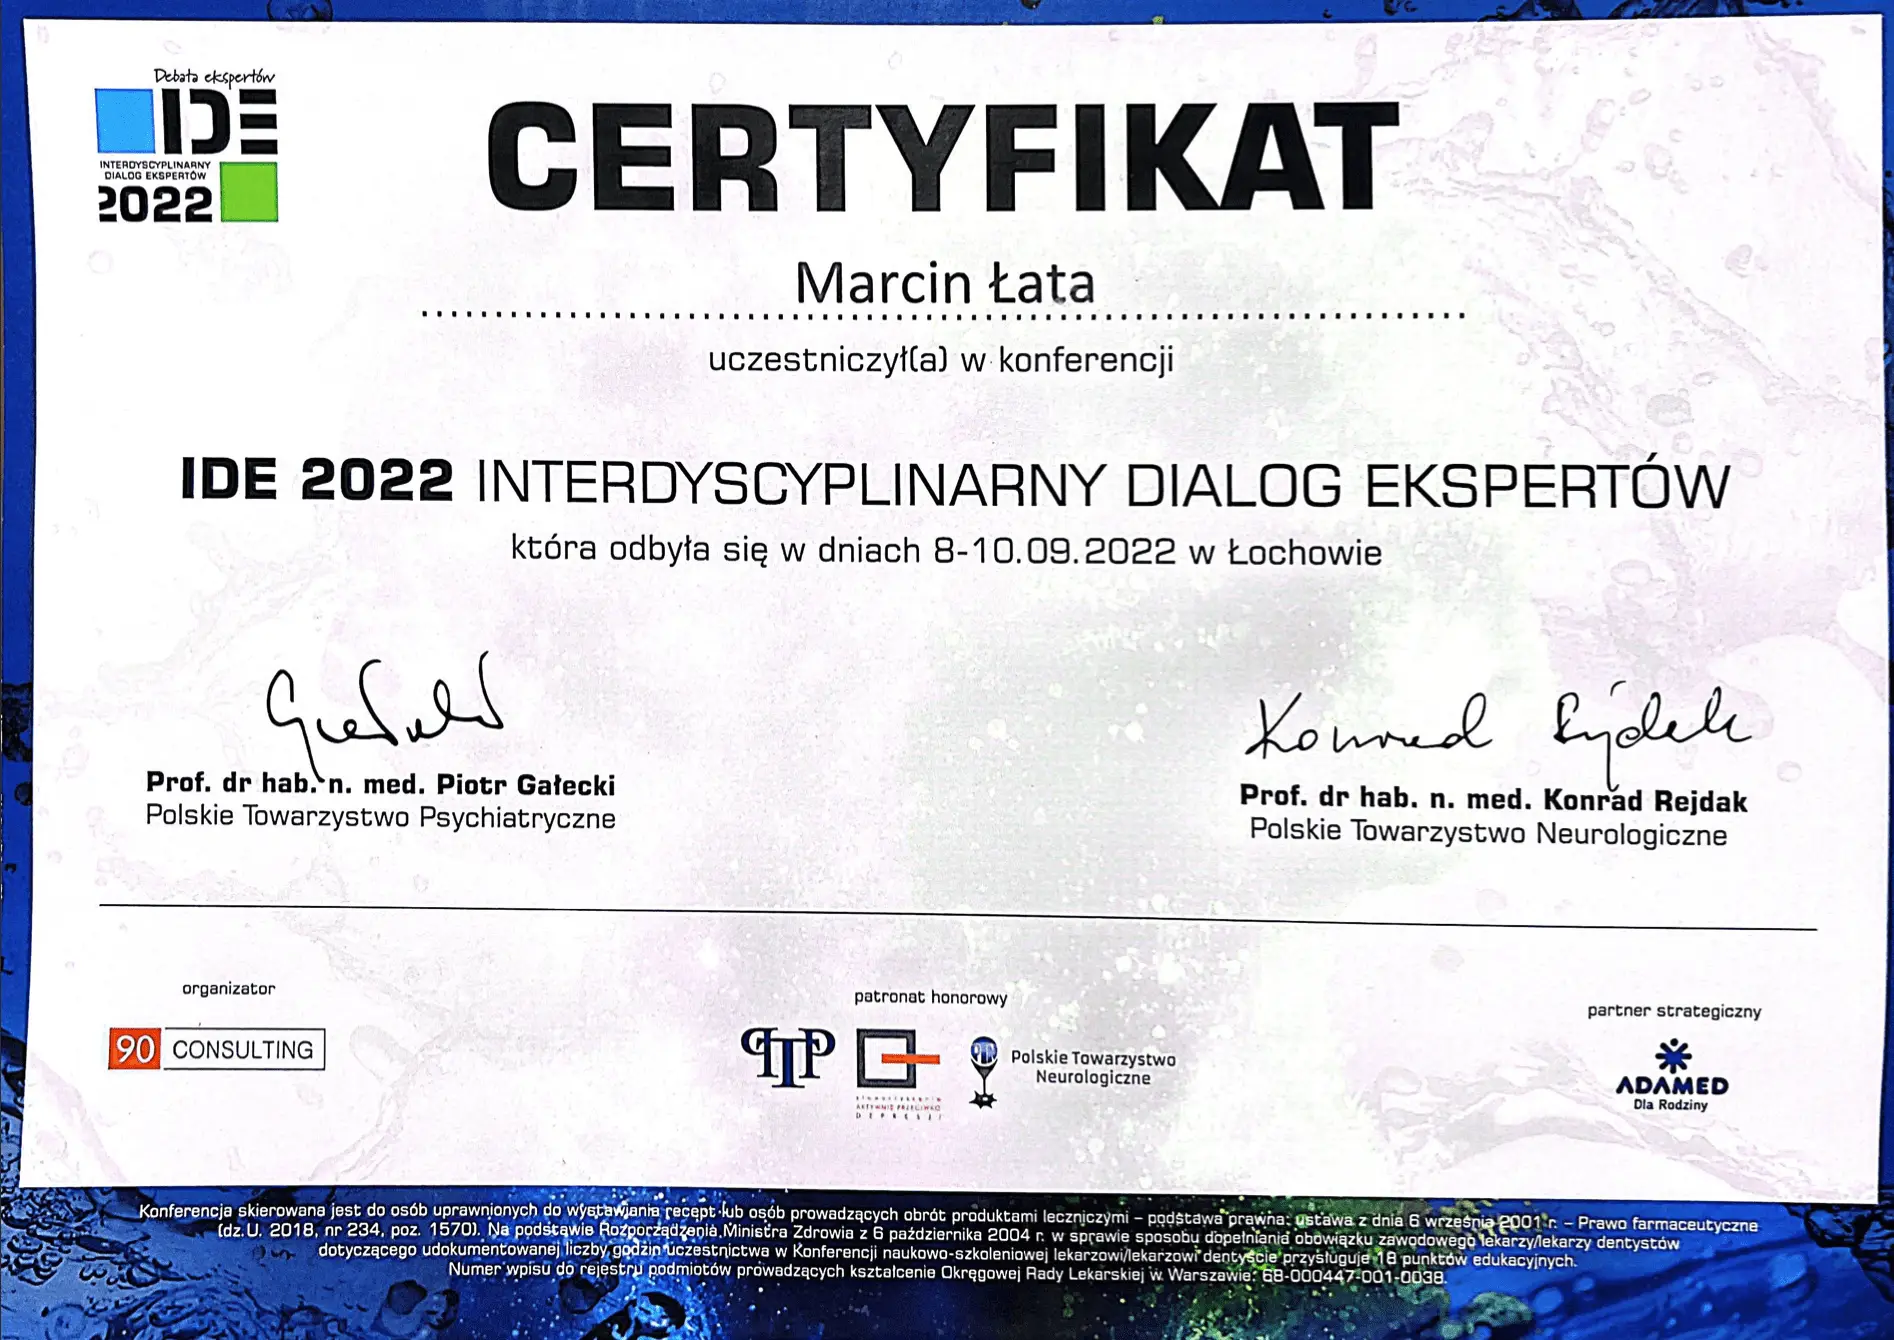 Debata ekspertów
IDE
INTERDYSCYPLINARNY
DIALOG EKSPERTÓW
2022
CERTYFIKAT
Marcin Łata
uczestniczył(a) w konferencji
IDE 2022 INTERDYSCYPLINARNY DIALOG EKSPERTÓW
która odbyła się w dniach 8-10.09.2022 w Łochowie
Konrad Rejdak
Prof. dr hab. n. med. Piotr Gałecki
Polskie Towarzystwo Psychiatryczne
Prof. dr hab. n. med. Konrad Rejdak
Polskie Towarzystwo Neurologiczne
organizator
90 CONSULTING
patronat honorowy
PTP
AKTYWNIE PRZECIWKO
DEPRESJI
Polskie Towarzystwo
Neurologiczne
partner strategiczny
ADAMED
Dla Rodziny
Konferencja skierowana jest do osób uprawnionych do wystawiania recept lub osób prowadzących obrót produktami leczniczymi – podstawa prawna: ustawa z dnia 6 września 2001 r. – Prawo farmaceutyczne
(dz.U. 2018, nr 234, poz. 1570). Na podstawie Rozporządzenia Ministra Zdrowia z 6 października 2004 r. w sprawie sposobu dopełniania obowiązku zawodowego lekarzy/lekarzy dentystów
dotyczącego udokumentowanej liczby godzin uczestnictwa w Konferencji naukowo-szkoleniowej lekarzowi/lekarzowi dentyście przysługuje 18 punktów edukacyjnych.
Numer wpisu do rejestru podmiotów prowadzących kształcenie Okręgowej Rady Lekarskiej w Warszawie: 68-000447-001-0038.